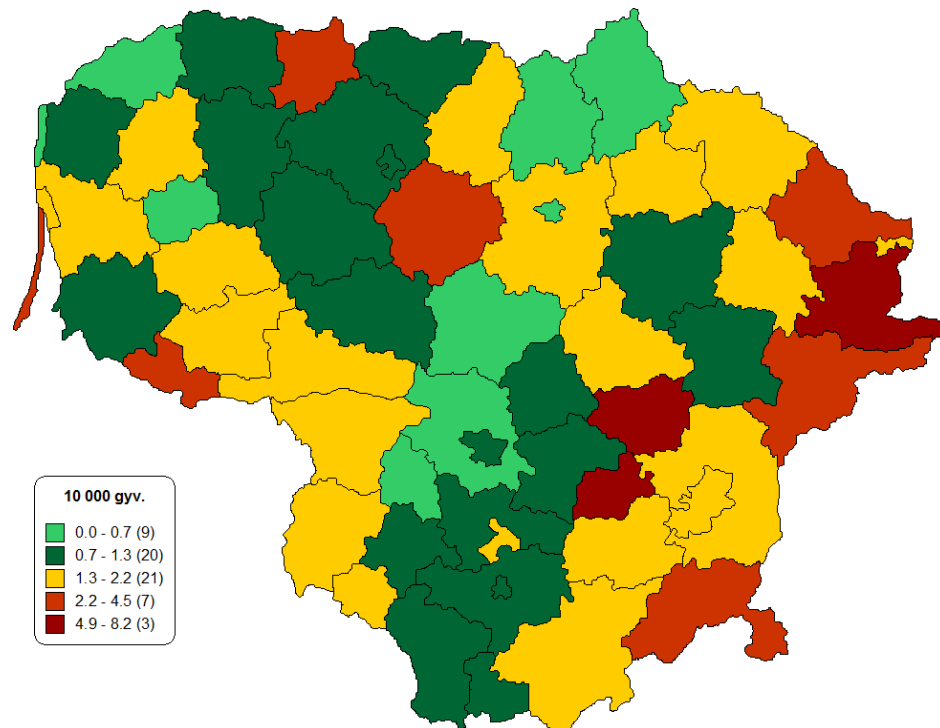 10 000 gyv.
0.0 - 0.7 (9)
0.7 - 1.3 (20)
1.3 - 2.2 (21)
2.2 - 4.5 (7)
4.9 - 8.2 (3)